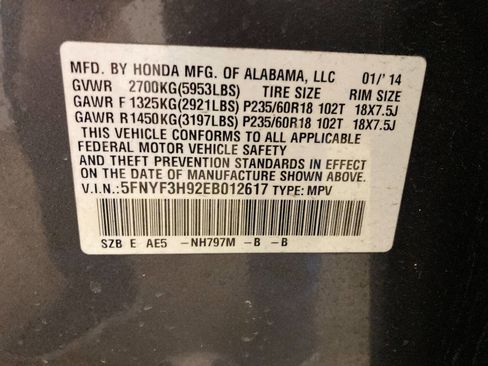 MFD. BY HONDA MFG. OF ALABAMA, LLC 01/'14
GVWR 2700KG(5953LBS) TIRE SIZE RIM SIZE
GAWR F 1325KG(2921LBS) P235/60R18 102T 18X7.5J
GAWR R1450KG(3197LBS) P235/60R18 102T 18X7.5J
THIS VEHICLE CONFORMS TO ALL APPLICABLE
FEDERAL MOTOR VEHICLE SAFETY
AND THEFT PREVENTION STANDARDS IN EFFECT
ON THE DATE OF MANUFACTURE SHOWN ABOVE.
V.I.N.:5FNYF3H92EB012617 TYPE: MPV
SZB E AE5 -NH797M -B -B